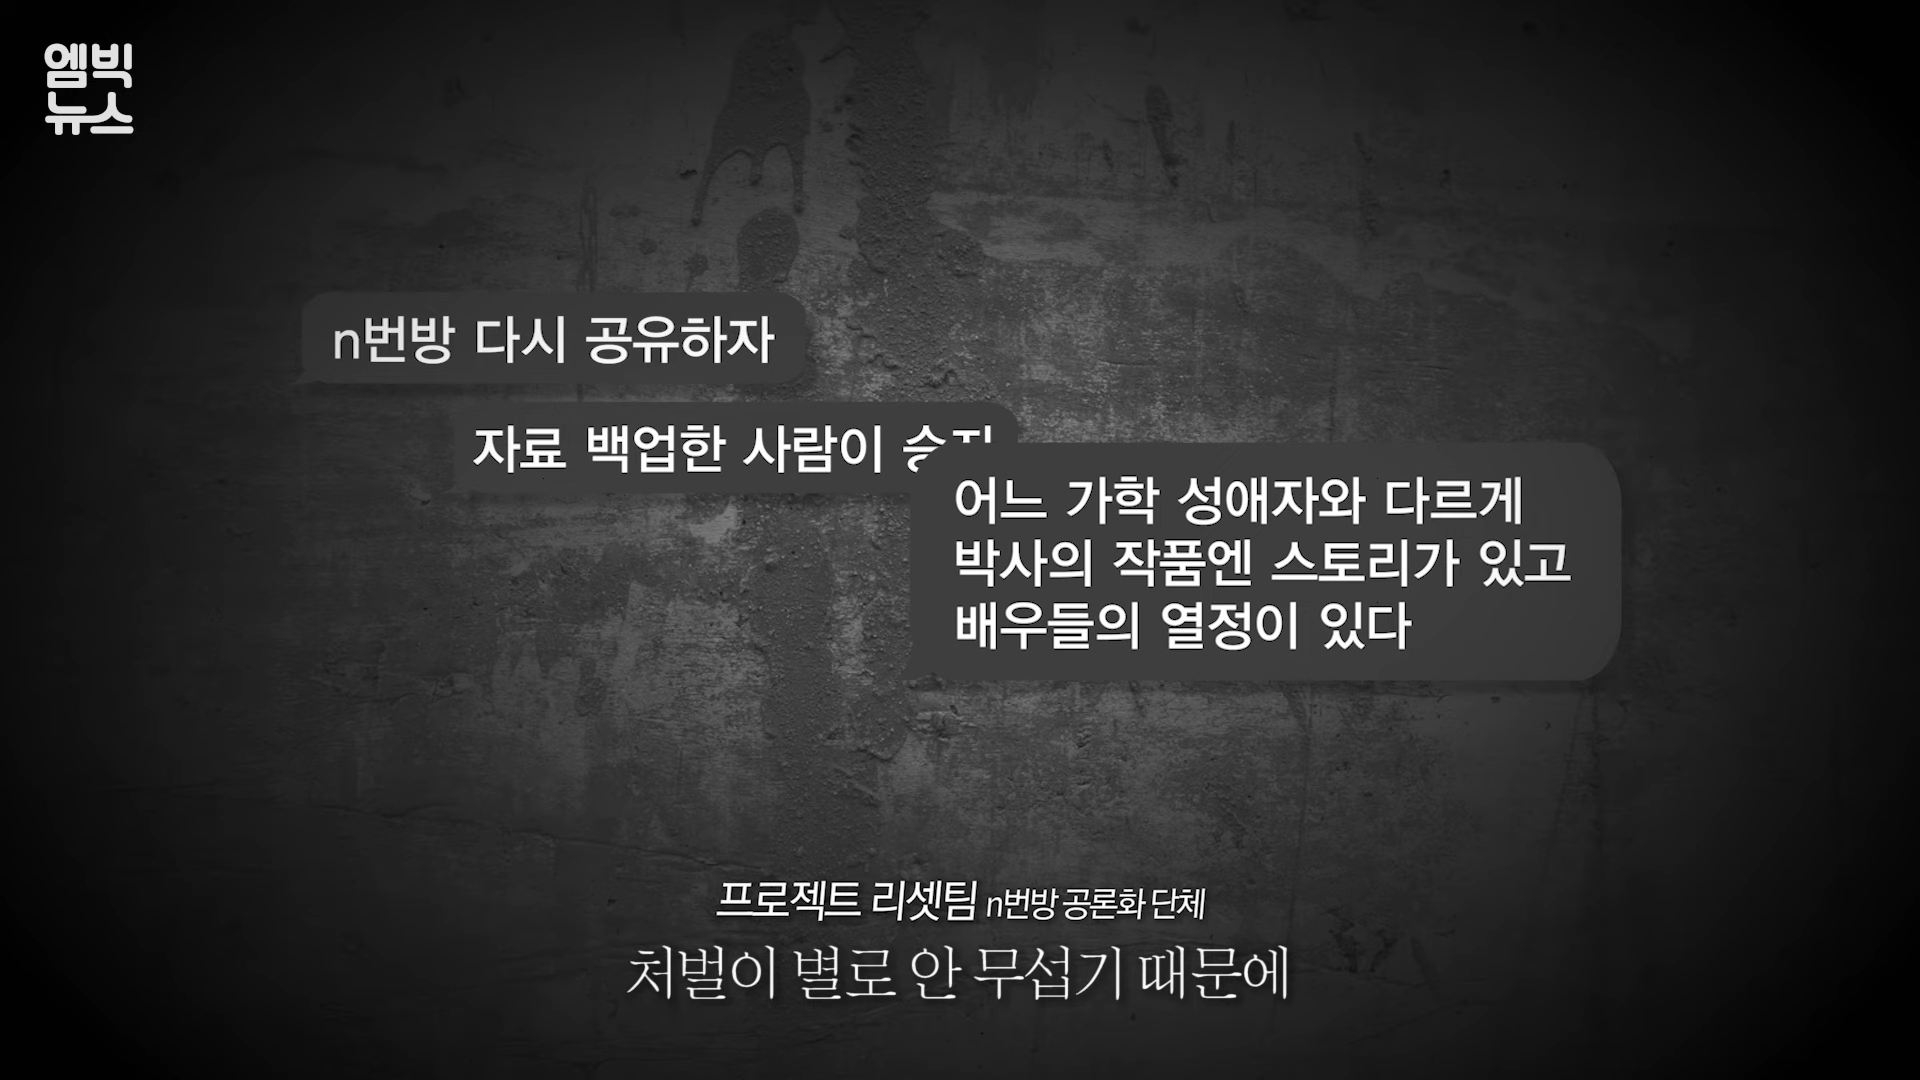 엠빅
뉴스
n번방 다시 공유하자
자료 백업한 사람이
어느 가학 성애자와 다르게
박사의 작품엔 스토리가 있고
배우들의 열정이 있다
프로젝트 리셋팀 n번방 공론화 단체
처벌이 별로 안 무섭기 때문에